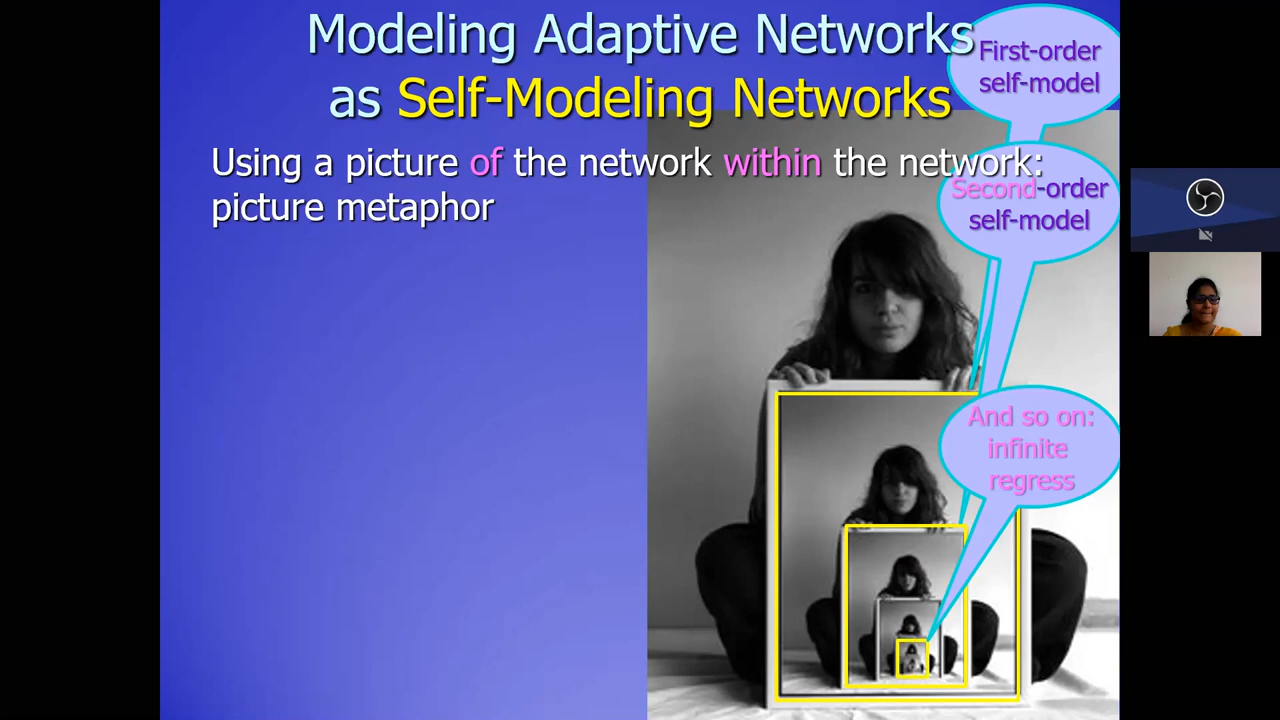 Modeling Adaptive Networks
as Self-Modeling Networks
Using a picture of the network within the network:
picture metaphor
First-order
self-model
Second-order
self-model
And so on:
infinite
regress